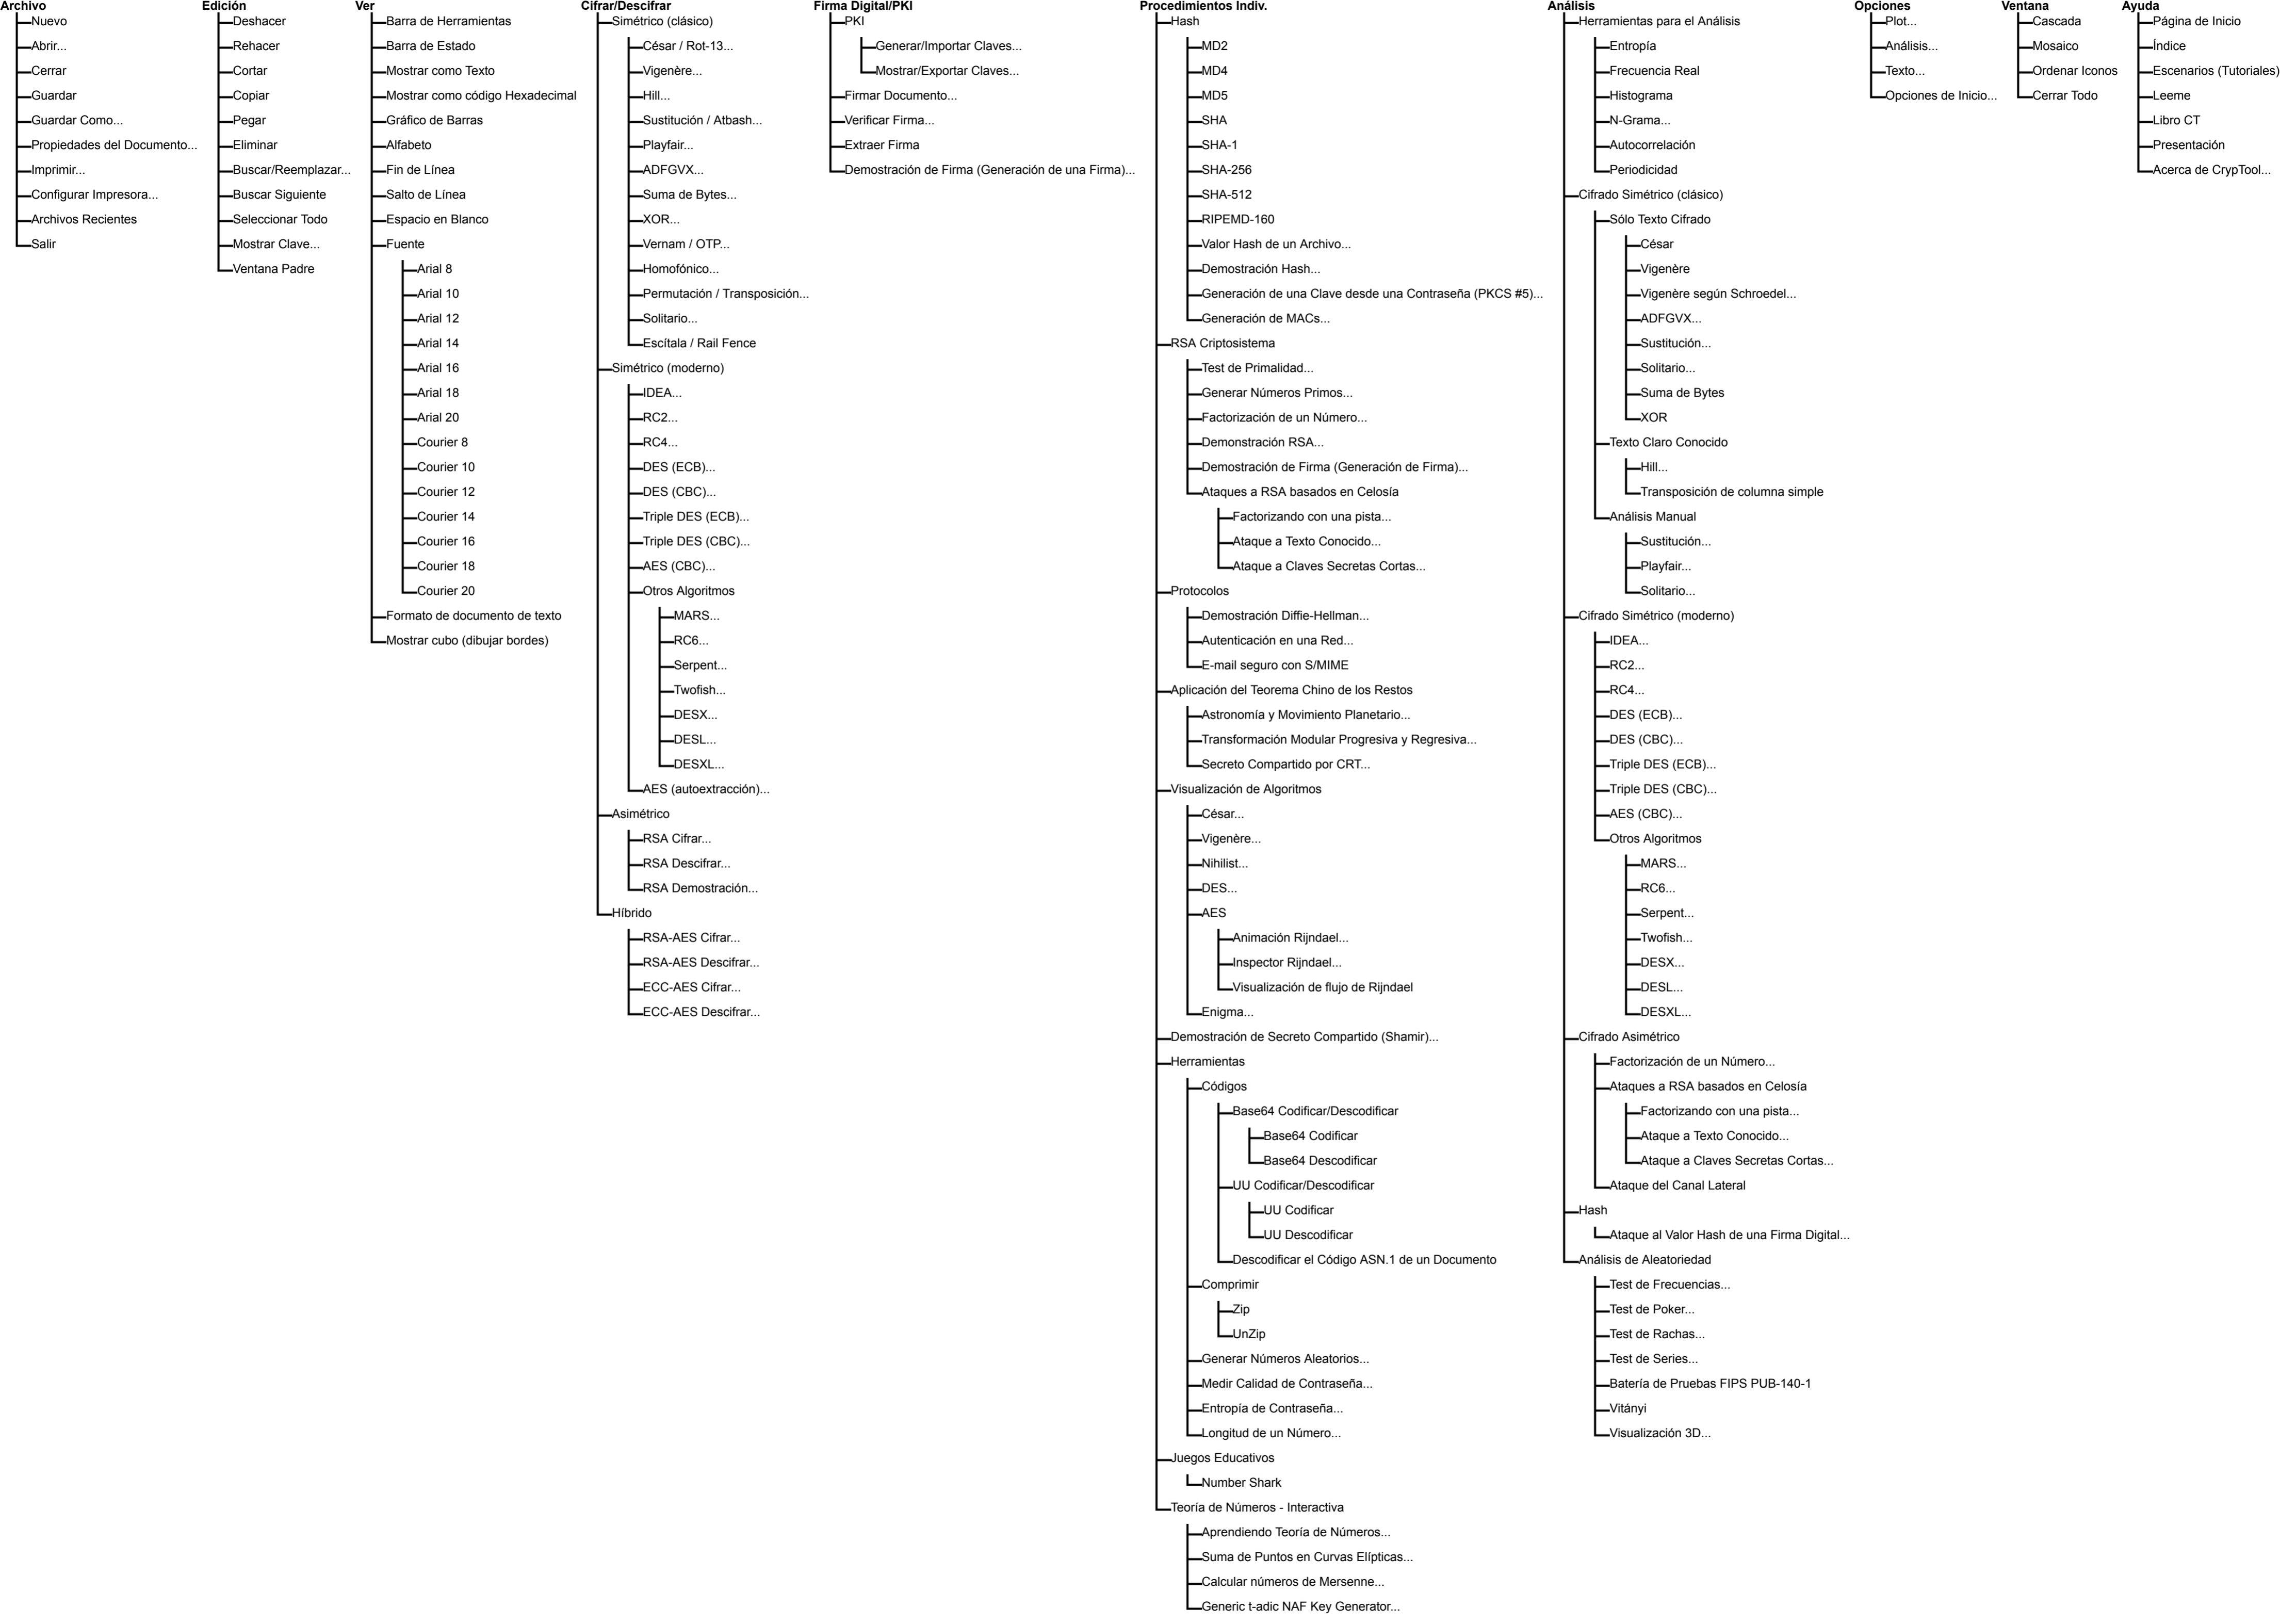 Archivo
Nuevo
Abrir...
Cerrar
Guardar
Guardar Como...
Propiedades del Documento...
Imprimir...
Configurar Impresora...
Archivos Recientes
Salir
Edición
Deshacer
Rehacer
Cortar
Copiar
Pegar
Eliminar
Buscar/Reemplazar...
Buscar Siguiente
Seleccionar Todo
Mostrar Clave...
Ventana Padre
Ver
Barra de Herramientas
Barra de Estado
Mostrar como Texto
Mostrar como código Hexadecimal
Gráfico de Barras
Alfabeto
Fin de Línea
Salto de Línea
Espacio en Blanco
Fuente
Arial 8
Arial 10
Arial 12
Arial 14
Arial 16
Arial 18
Arial 20
Courier 8
Courier 10
Courier 12
Courier 14
Courier 16
Courier 18
Courier 20
Formato de documento de texto
Mostrar cubo (dibujar bordes)
Cifrar/Descifrar
Simétrico (clásico)
César / Rot-13...
Vigenère...
Hill...
Sustitución / Atbash...
Playfair...
ADFGVX...
Suma de Bytes...
XOR...
Vernam / OTP...
Homofónico...
Permutación / Transposición...
Solitario...
Escítala / Rail Fence
Simétrico (moderno)
IDEA...
RC2...
RC4...
DES (ECB)...
DES (CBC)...
Triple DES (ECB)...
Triple DES (CBC)...
AES (CBC)...
Otros Algoritmos
MARS...
RC6...
Serpent...
Twofish...
DESX...
DESL...
DESXL...
AES (autoextracción)...
Asimétrico
RSA Cifrar...
RSA Descifrar...
RSA Demostración...
Híbrido
RSA-AES Cifrar...
RSA-AES Descifrar...
ECC-AES Cifrar...
ECC-AES Descifrar...
Firma Digital/PKI
PKI
Generar/Importar Claves...
Mostrar/Exportar Claves...
Firmar Documento...
Verificar Firma...
Extraer Firma
Demostración de Firma (Generación de una Firma)...
Procedimientos Indiv.
Hash
MD2
MD4
MD5
SHA
SHA-1
SHA-256
SHA-512
RIPEMD-160
Valor Hash de un Archivo...
Demostración Hash...
Generación de una Clave desde una Contraseña (PKCS #5)...
Generación de MACs...
RSA Criptosistema
Test de Primalidad...
Generar Números Primos...
Factorización de un Número...
Demonstración RSA...
Demostración de Firma (Generación de Firma)...
Ataques a RSA basados en Celosía
Factorizando con una pista...
Ataque a Texto Conocido...
Ataque a Claves Secretas Cortas...
Protocolos
Demostración Diffie-Hellman...
Autenticación en una Red...
E-mail seguro con S/MIME
Aplicación del Teorema Chino de los Restos
Astronomía y Movimiento Planetario...
Transformación Modular Progresiva y Regresiva...
Secreto Compartido por CRT...
Visualización de Algoritmos
César...
Vigenère...
Nihilist...
DES...
AES
Animación Rijndael...
Inspector Rijndael...
Visualización de flujo de Rijndael
Enigma...
Demostración de Secreto Compartido (Shamir)...
Herramientas
Códigos
Base64 Codificar/Descodificar
Base64 Codificar
Base64 Descodificar
UU Codificar/Descodificar
UU Codificar
UU Descodificar
Descodificar el Código ASN.1 de un Documento
Comprimir
Zip
UnZip
Generar Números Aleatorios...
Medir Calidad de Contraseña...
Entropía de Contraseña...
Longitud de un Número...
Juegos Educativos
Number Shark
Teoría de Números - Interactiva
Aprendiendo Teoría de Números...
Suma de Puntos en Curvas Elípticas...
Calcular números de Mersenne...
Generic t-adic NAF Key Generator...
Análisis
Herramientas para el Análisis
Entropía
Frecuencia Real
Histograma
N-Grama...
Autocorrelación
Periodicidad
Cifrado Simétrico (clásico)
Sólo Texto Cifrado
César
Vigenère
Vigenère según Schroedel...
ADFGVX...
Sustitución...
Solitario...
Suma de Bytes
XOR
Texto Claro Conocido
Hill...
Transposición de columna simple
Análisis Manual
Sustitución...
Playfair...
Solitario...
Cifrado Simétrico (moderno)
IDEA...
RC2...
RC4...
DES (ECB)...
DES (CBC)...
Triple DES (ECB)...
Triple DES (CBC)...
AES (CBC)...
Otros Algoritmos
MARS...
RC6...
Serpent...
Twofish...
DESX...
DESL...
DESXL...
Cifrado Asimétrico
Factorización de un Número...
Ataques a RSA basados en Celosía
Factorizando con una pista...
Ataque a Texto Conocido...
Ataque a Claves Secretas Cortas...
Ataque del Canal Lateral
Hash
Ataque al Valor Hash de una Firma Digital...
Análisis de Aleatoriedad
Test de Frecuencias...
Test de Poker...
Test de Rachas...
Test de Series...
Batería de Pruebas FIPS PUB-140-1
Vitányi
Visualización 3D...
Opciones
Plot...
Análisis...
Texto...
Opciones de Inicio...
Ventana
Cascada
Mosaico
Ordenar Iconos
Cerrar Todo
Ayuda
Página de Inicio
Índice
Escenarios (Tutoriales)
Leeme
Libro CT
Presentación
Acerca de CrypTool...